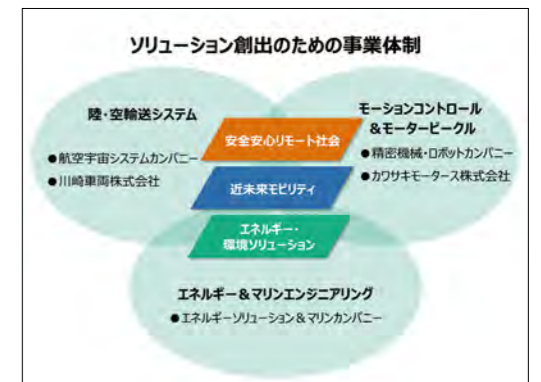 ソリューション創出のための事業体制
陸・空輸送システム
●航空宇宙システムカンパニー
●川崎車両株式会社
モーションコントロール
&モータービークル
●精密機械・ロボットカンパニー
●カワサキモータース株式会社
安全安心リモート社会
近未来モビリティ
エネルギー・
環境ソリューション
エネルギー&マリンエンジニアリング
●エネルギーソリューション&マリンカンパニー